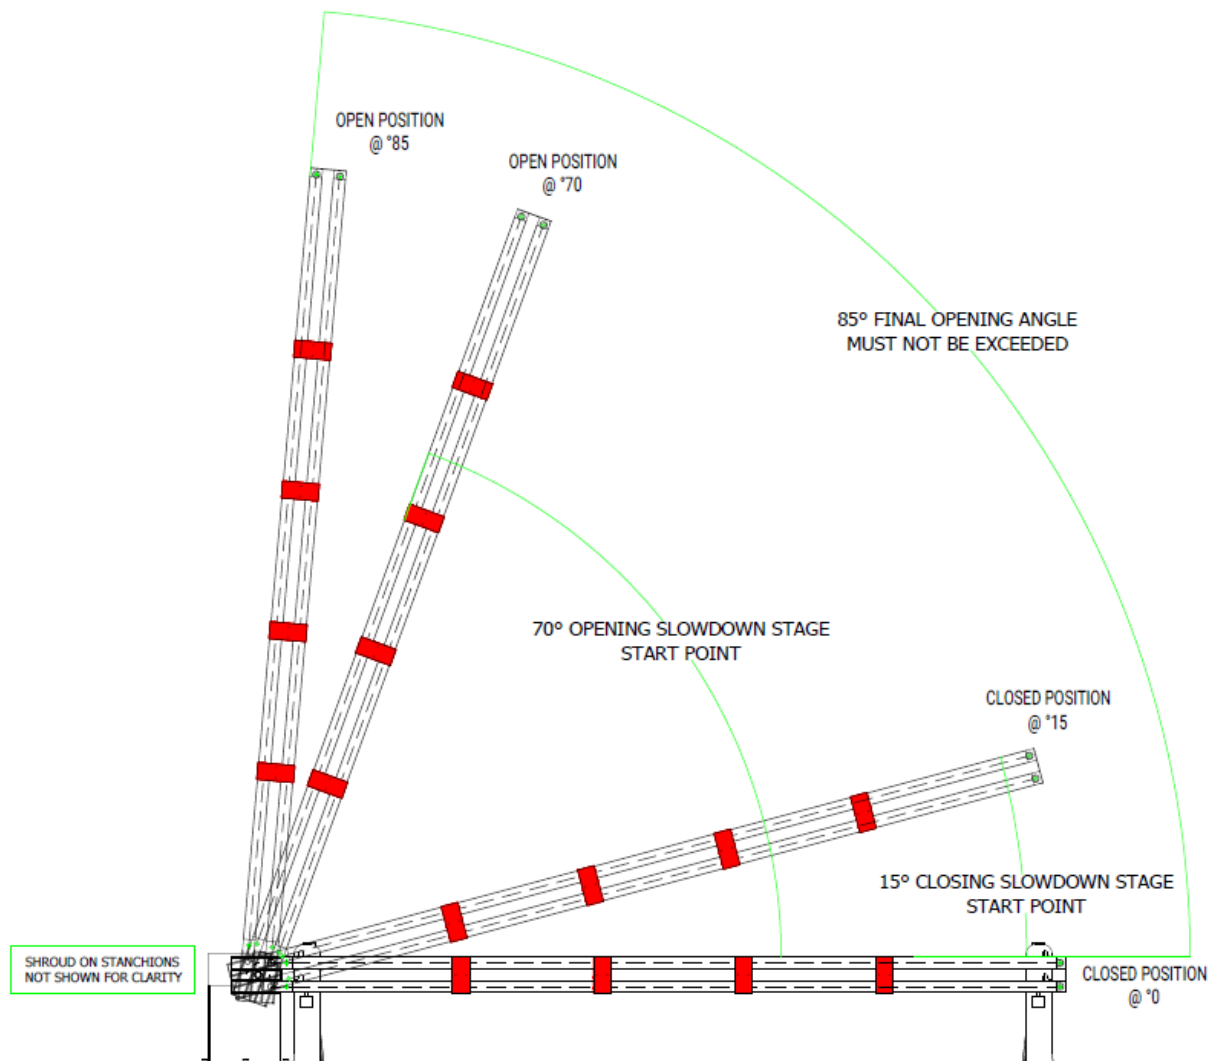 OPEN POSITION
@ °85
OPEN POSITION
@ °70
85° FINAL OPENING ANGLE
MUST NOT BE EXCEEDED
70° OPENING SLOWDOWN STAGE
START POINT
CLOSED POSITION
@ °15
15° CLOSING SLOWDOWN STAGE
START POINT
SHROUD ON STANCHIONS
NOT SHOWN FOR CLARITY
CLOSED POSITION
@ °0